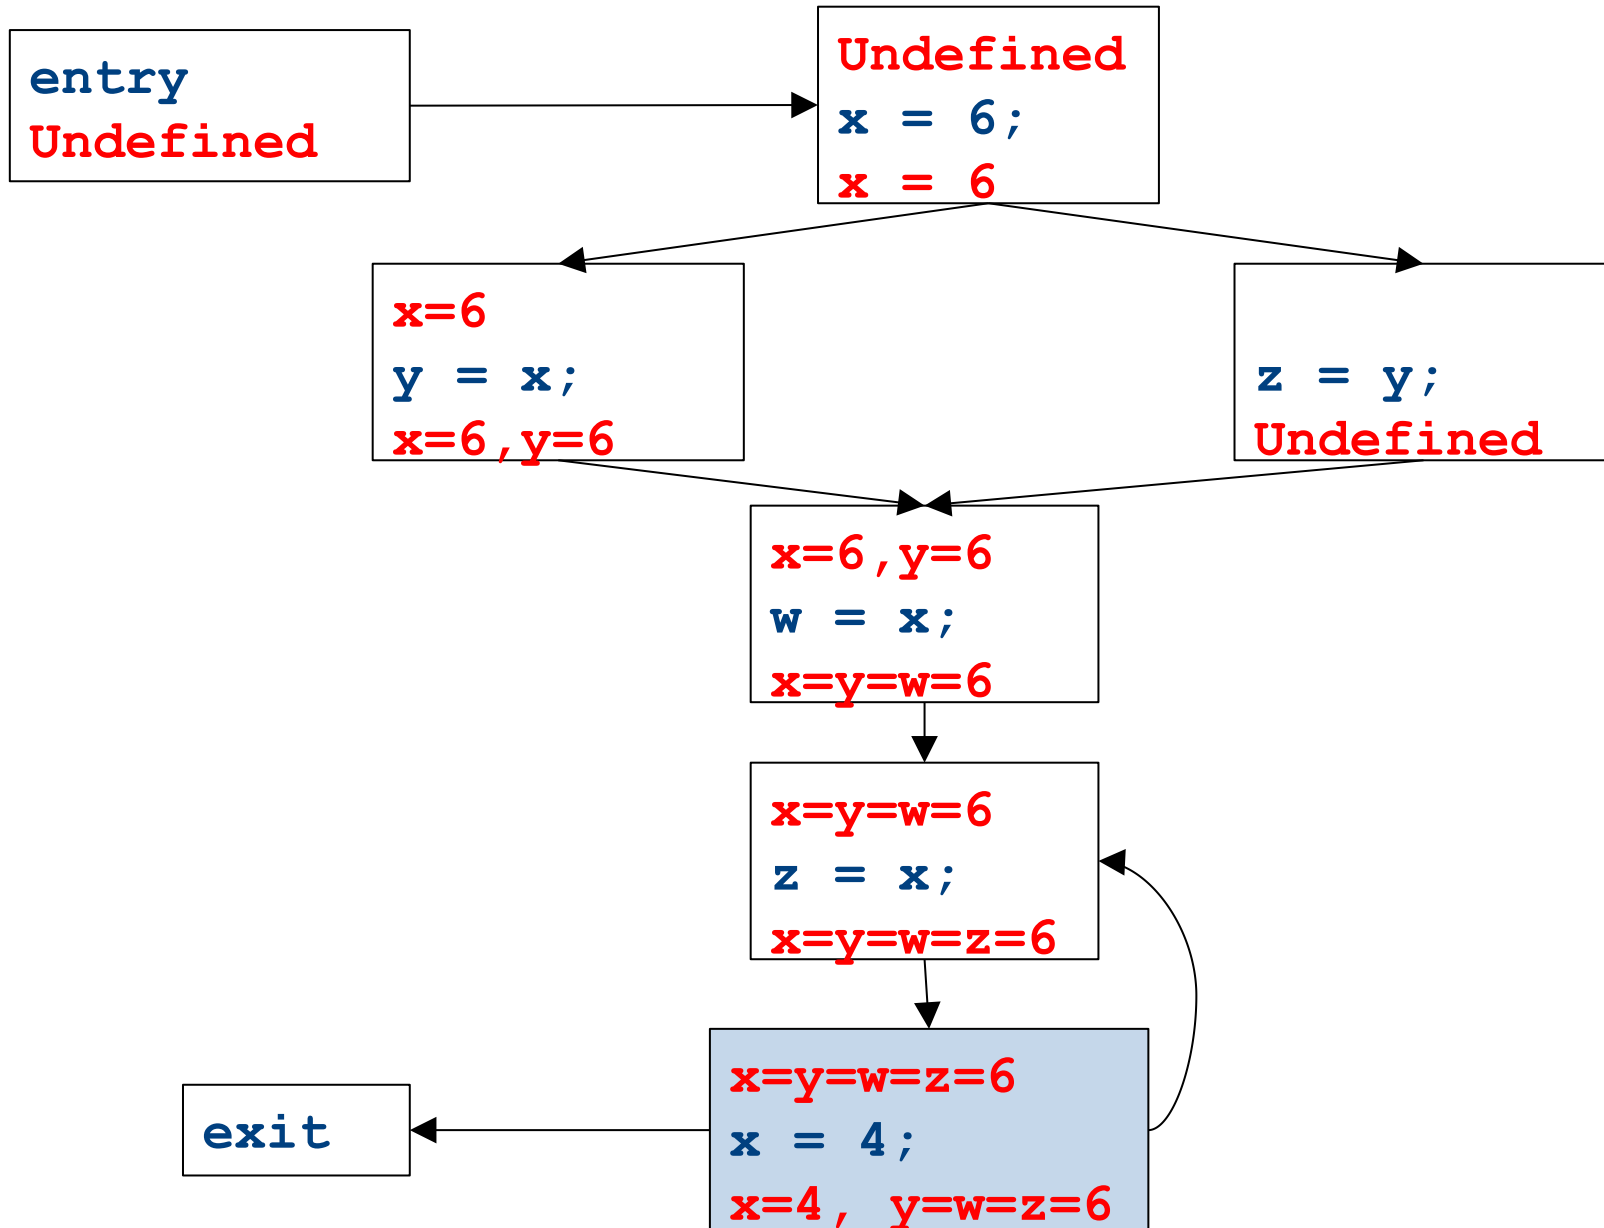 entry
Undefined
Undefined
x = 6;
x = 6
x=6
y = x;
x=6,y=6
z = y;
Undefined
x=6,y=6
w = x;
x=y=w=6
x=y=w=6
z = x;
x=y=w=z=6
exit
x=y=w=z=6
x = 4;
x=4, y=w=z=6